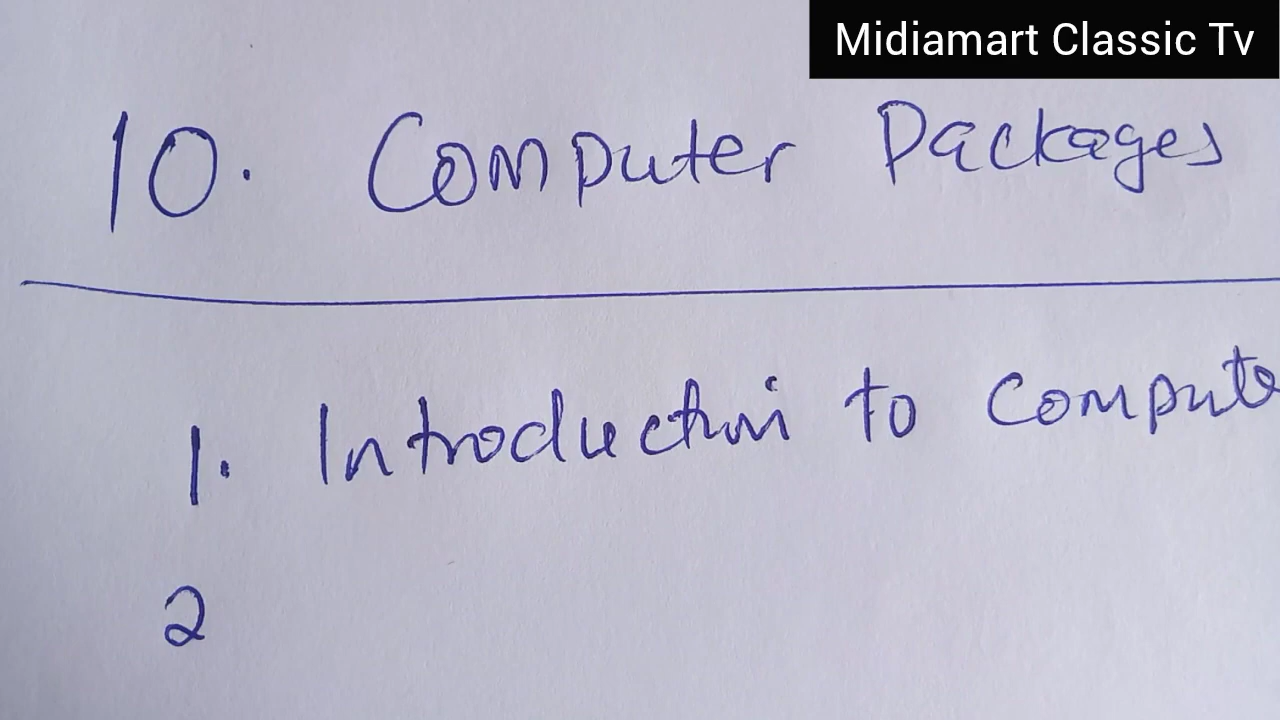 Midiamart Classic Tv
10. Computer Packages
1. Introduction to Compute
2